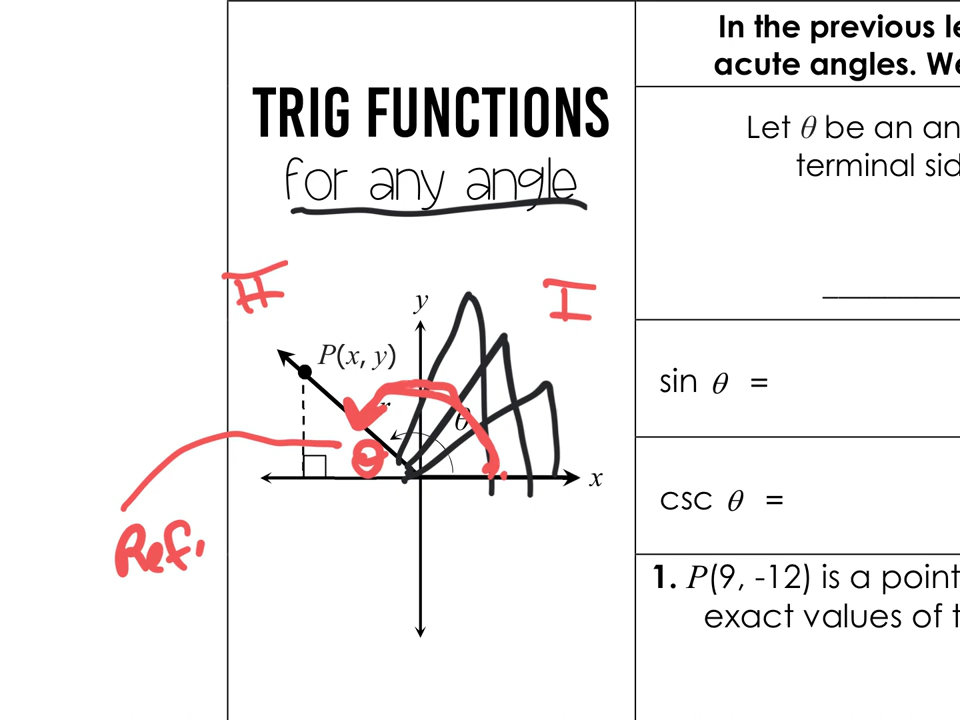 TRIG FUNCTIONS
for any angle
II
I
y
P(x, y)
r
θ
θ
x
Ref.
In the previous le
acute angles. We
Let θ be an an
terminal sid
sin θ =
csc θ =
1. P(9, -12) is a point
exact values of t